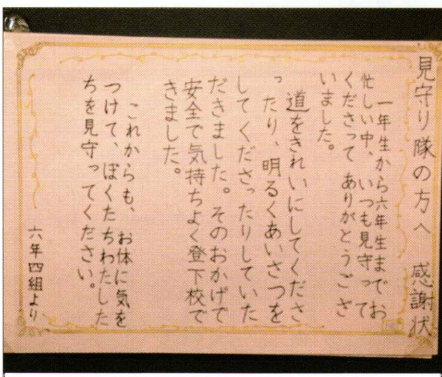 見守り隊の方へ 感謝状
一年生から六年生までお
忙しい中、いつも見守って
くださってありがとうござ
いました。
道をきれいにしてくださ
ったり、明るくあいさつを
してくださったりしていた
だきました。そのおかげで
安全で気持ちよく登下校で
きました。
これからも、お体に気を
つけて、ぼくたちわたした
ちを見守ってください。
六年四組より